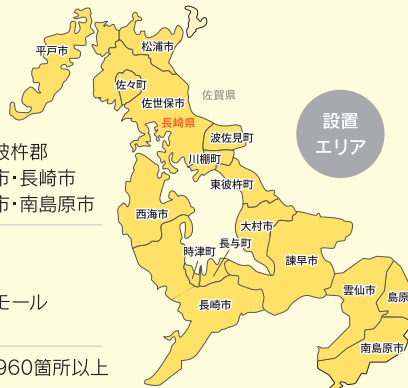 平戸市
松浦市
佐々町
佐世保市
佐賀県
長崎県
波佐見町
川棚町
東彼杵町
設置
エリア
彼杵郡
市・長崎市
市・南島原市
西海市
大村市
長与町
時津町
諫早市
雲仙市
島原
長崎市
南島原市
モール
960箇所以上